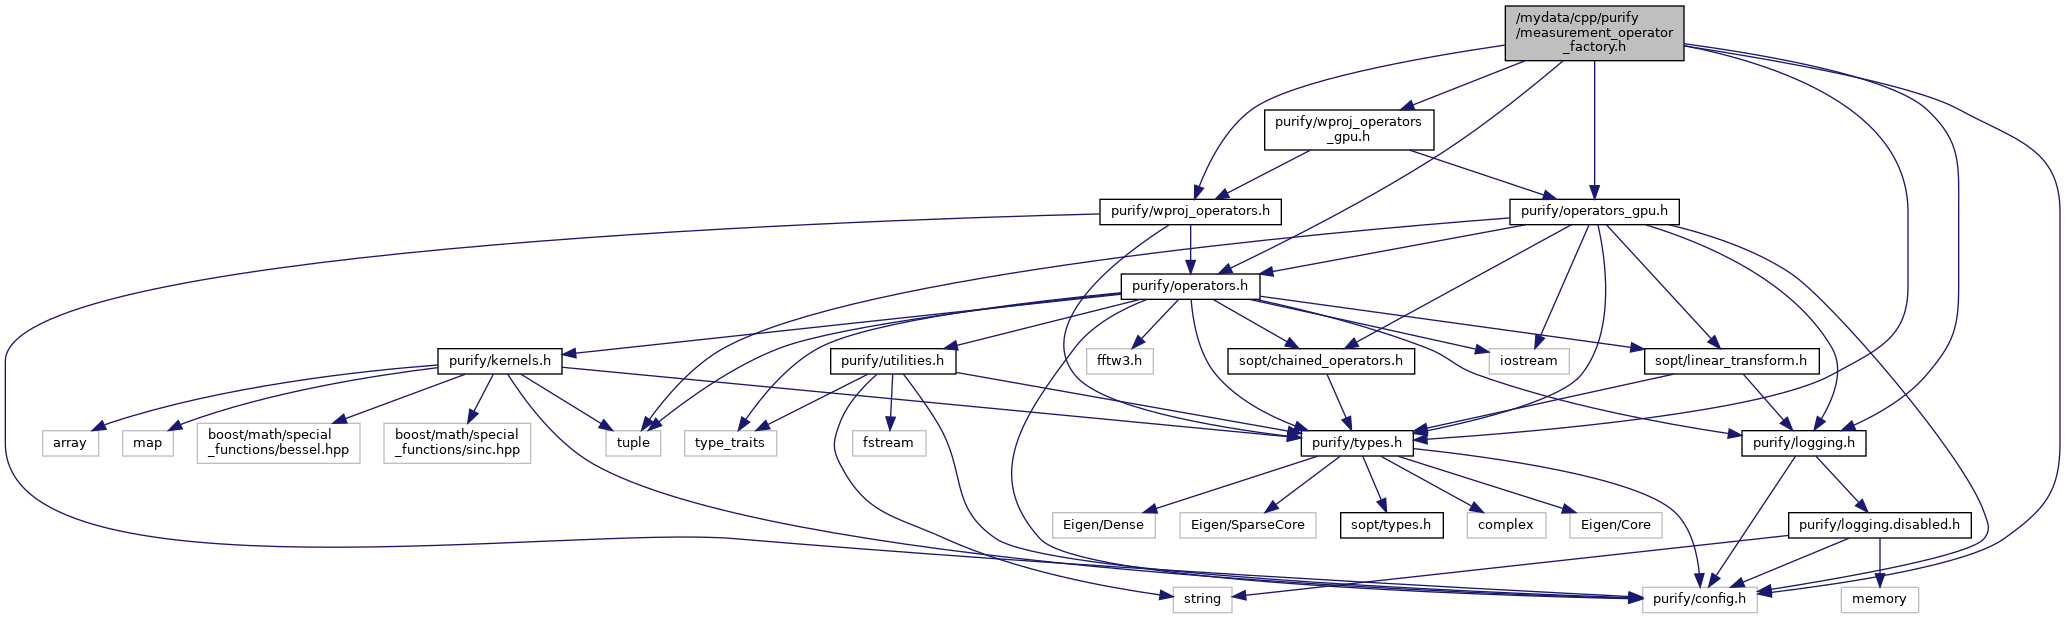 /mydata/cpp/purify
/measurement_operator
_factory.h
purify/wproj_operators
_gpu.h
purify/wproj_operators.h
purify/operators_gpu.h
purify/operators.h
purify/kernels.h
purify/utilities.h
fftw3.h
sopt/chained_operators.h
iostream
sopt/linear_transform.h
array
map
boost/math/special
_functions/bessel.hpp
boost/math/special
_functions/sinc.hpp
tuple
type_traits
fstream
purify/types.h
purify/logging.h
Eigen/Dense
Eigen/SparseCore
sopt/types.h
complex
Eigen/Core
purify/logging.disabled.h
string
purify/config.h
memory